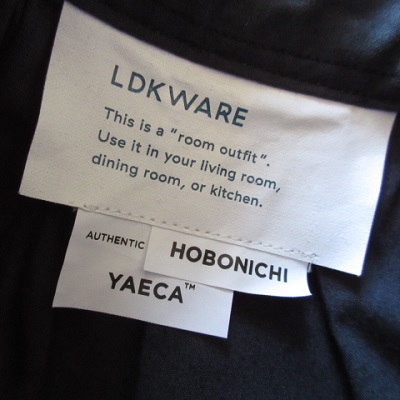 LDKWARE
This is a "room outfit".
Use it in your living room,
dining room, or kitchen.
AUTHENTIC
HOBONICHI
YAECA™